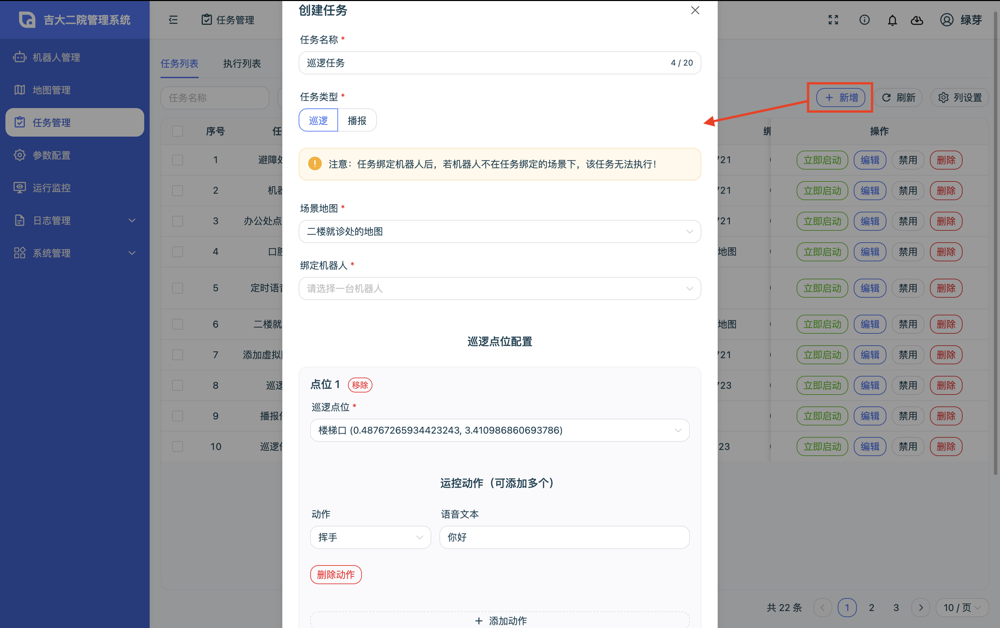 吉大二院管理系统
机器人管理
地图管理
任务管理
参数配置
运行监控
日志管理
系统管理
任务管理
绿芽
任务列表
执行列表
任务名称
新增
刷新
列设置
序号
操作
1
721
立即启动 编辑 禁用 删除
2
721
立即启动 编辑 禁用 删除
3
办公处点
721
立即启动 编辑 禁用 删除
4
地图
立即启动 编辑 禁用 删除
5
定时语
立即启动 编辑 禁用 删除
6
二楼就
地图
立即启动 编辑 禁用 删除
7
添加虚拟
721
立即启动 编辑 禁用 删除
8
723
立即启动 编辑 禁用 删除
9
播报
立即启动 编辑 禁用 删除
10
巡逻
23
立即启动 编辑 禁用 删除
共 22 条
1 2 3
10 / 页
创建任务
任务名称 *
巡逻任务
4 / 20
任务类型 *
巡逻 播报
注意：任务绑定机器人后，若机器人不在任务绑定的场景下，该任务无法执行！
场景地图 *
二楼就诊处的地图
绑定机器人 *
请选择一台机器人
巡逻点位配置
点位 1 移除
巡逻点位 *
楼梯口 (0.48767265934423243, 3.410986860693786)
运控动作（可添加多个）
动作
语音文本
挥手
你好
删除动作
添加动作